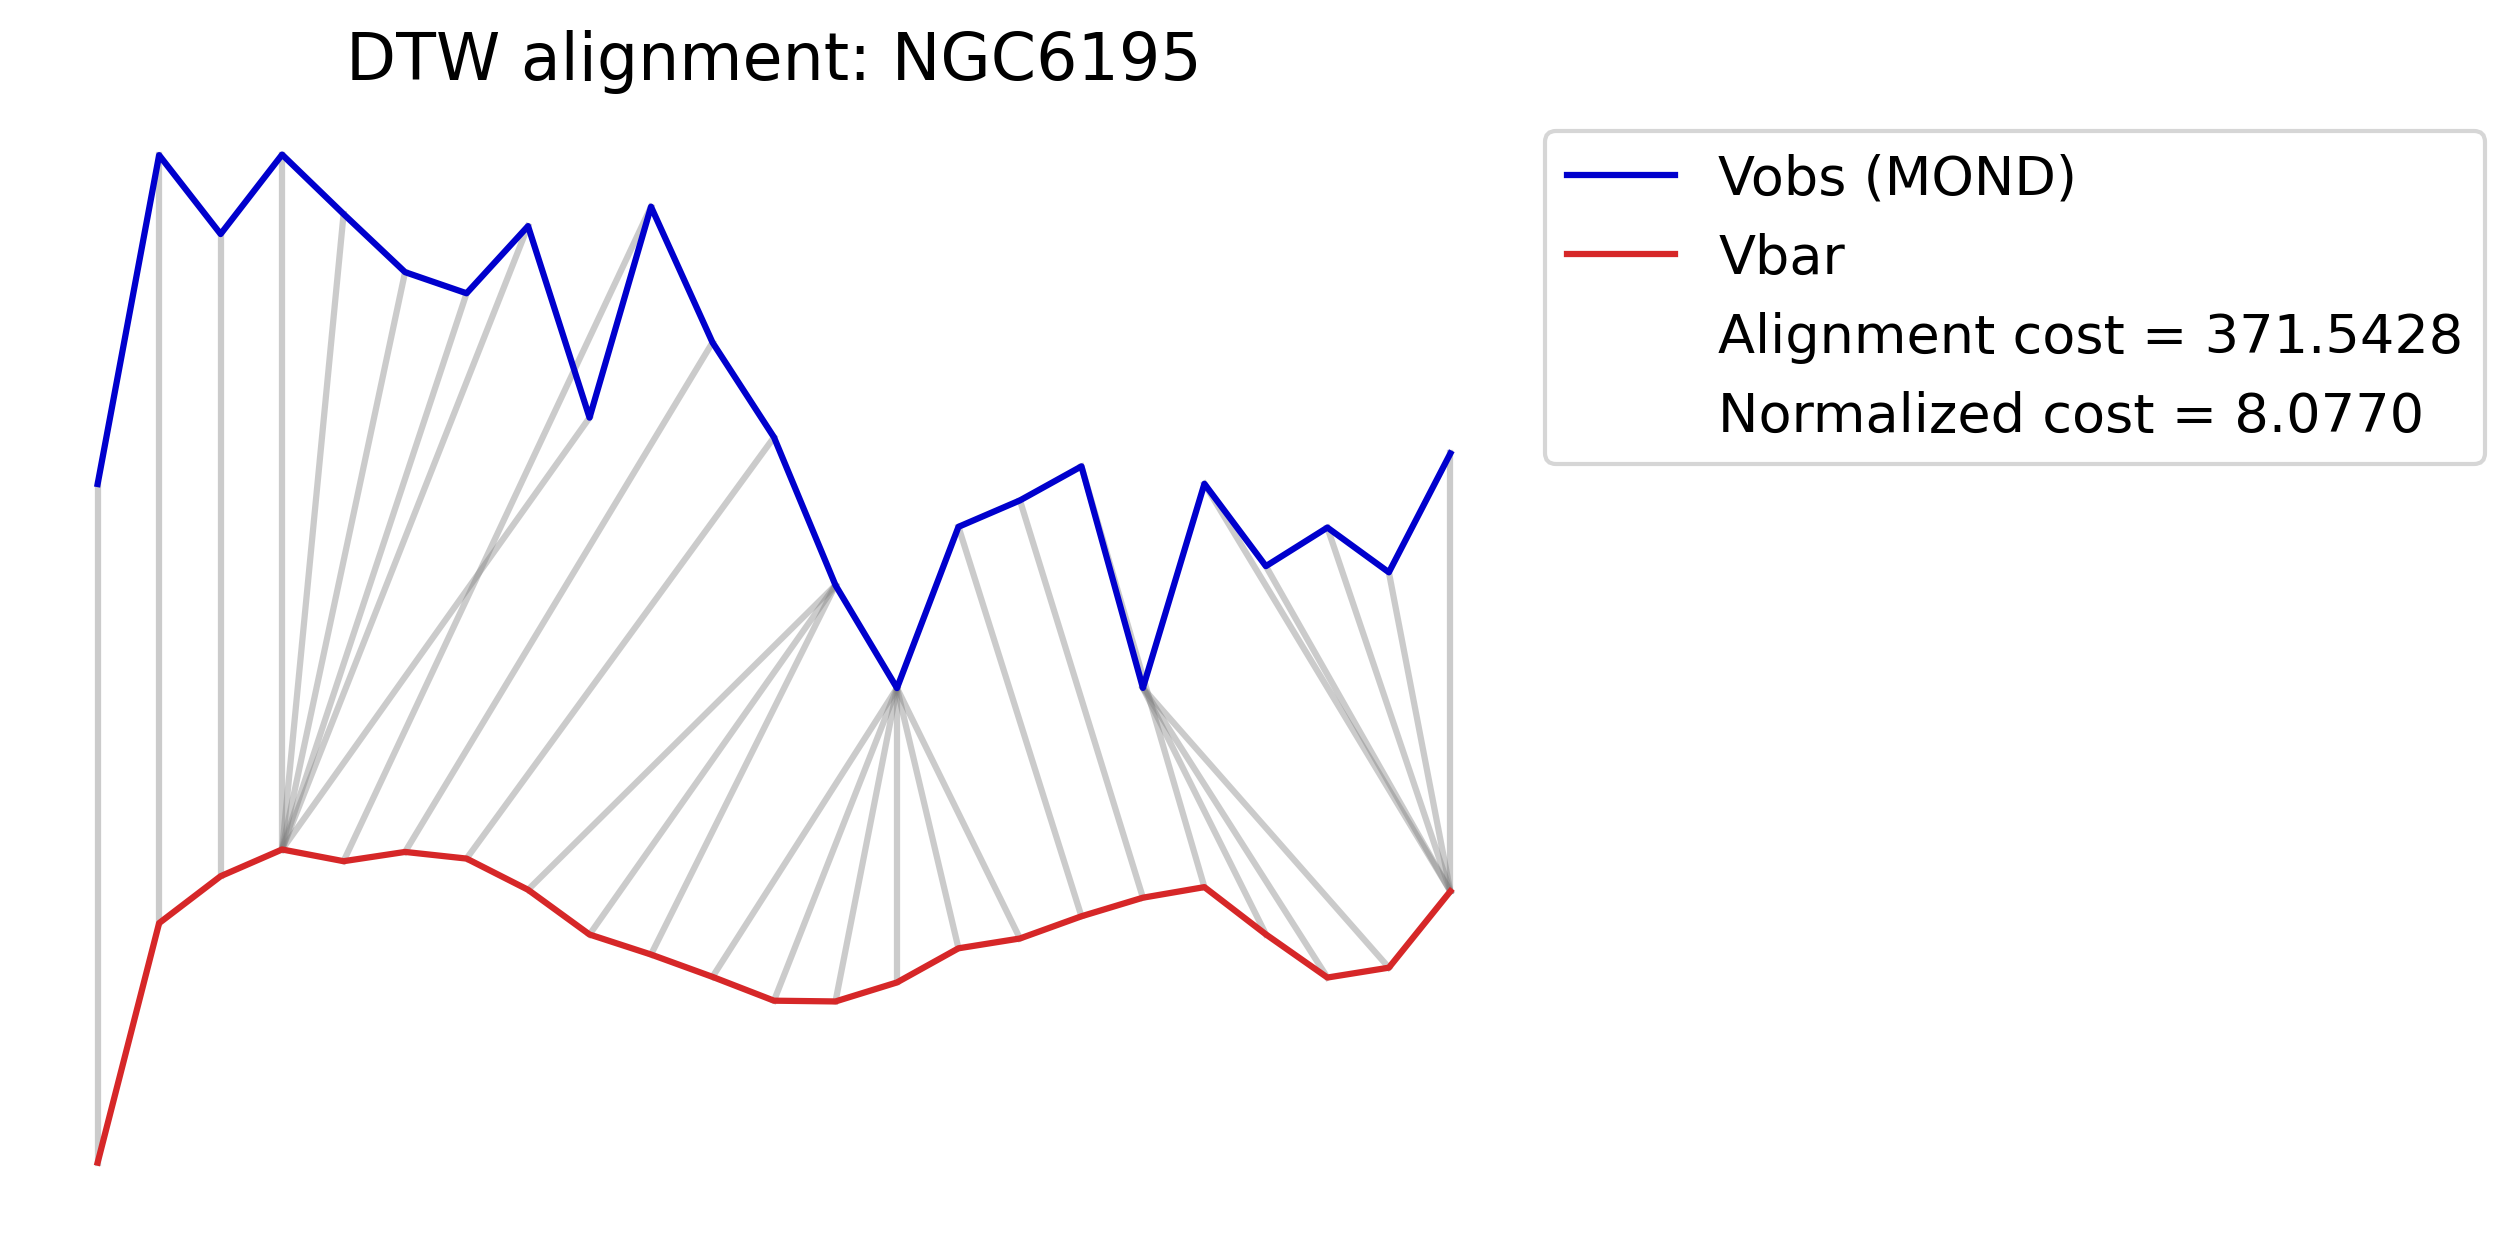 DTW alignment: NGC6195
Vobs (MOND)
Vbar
Alignment cost = 371.5428
Normalized cost = 8.0770